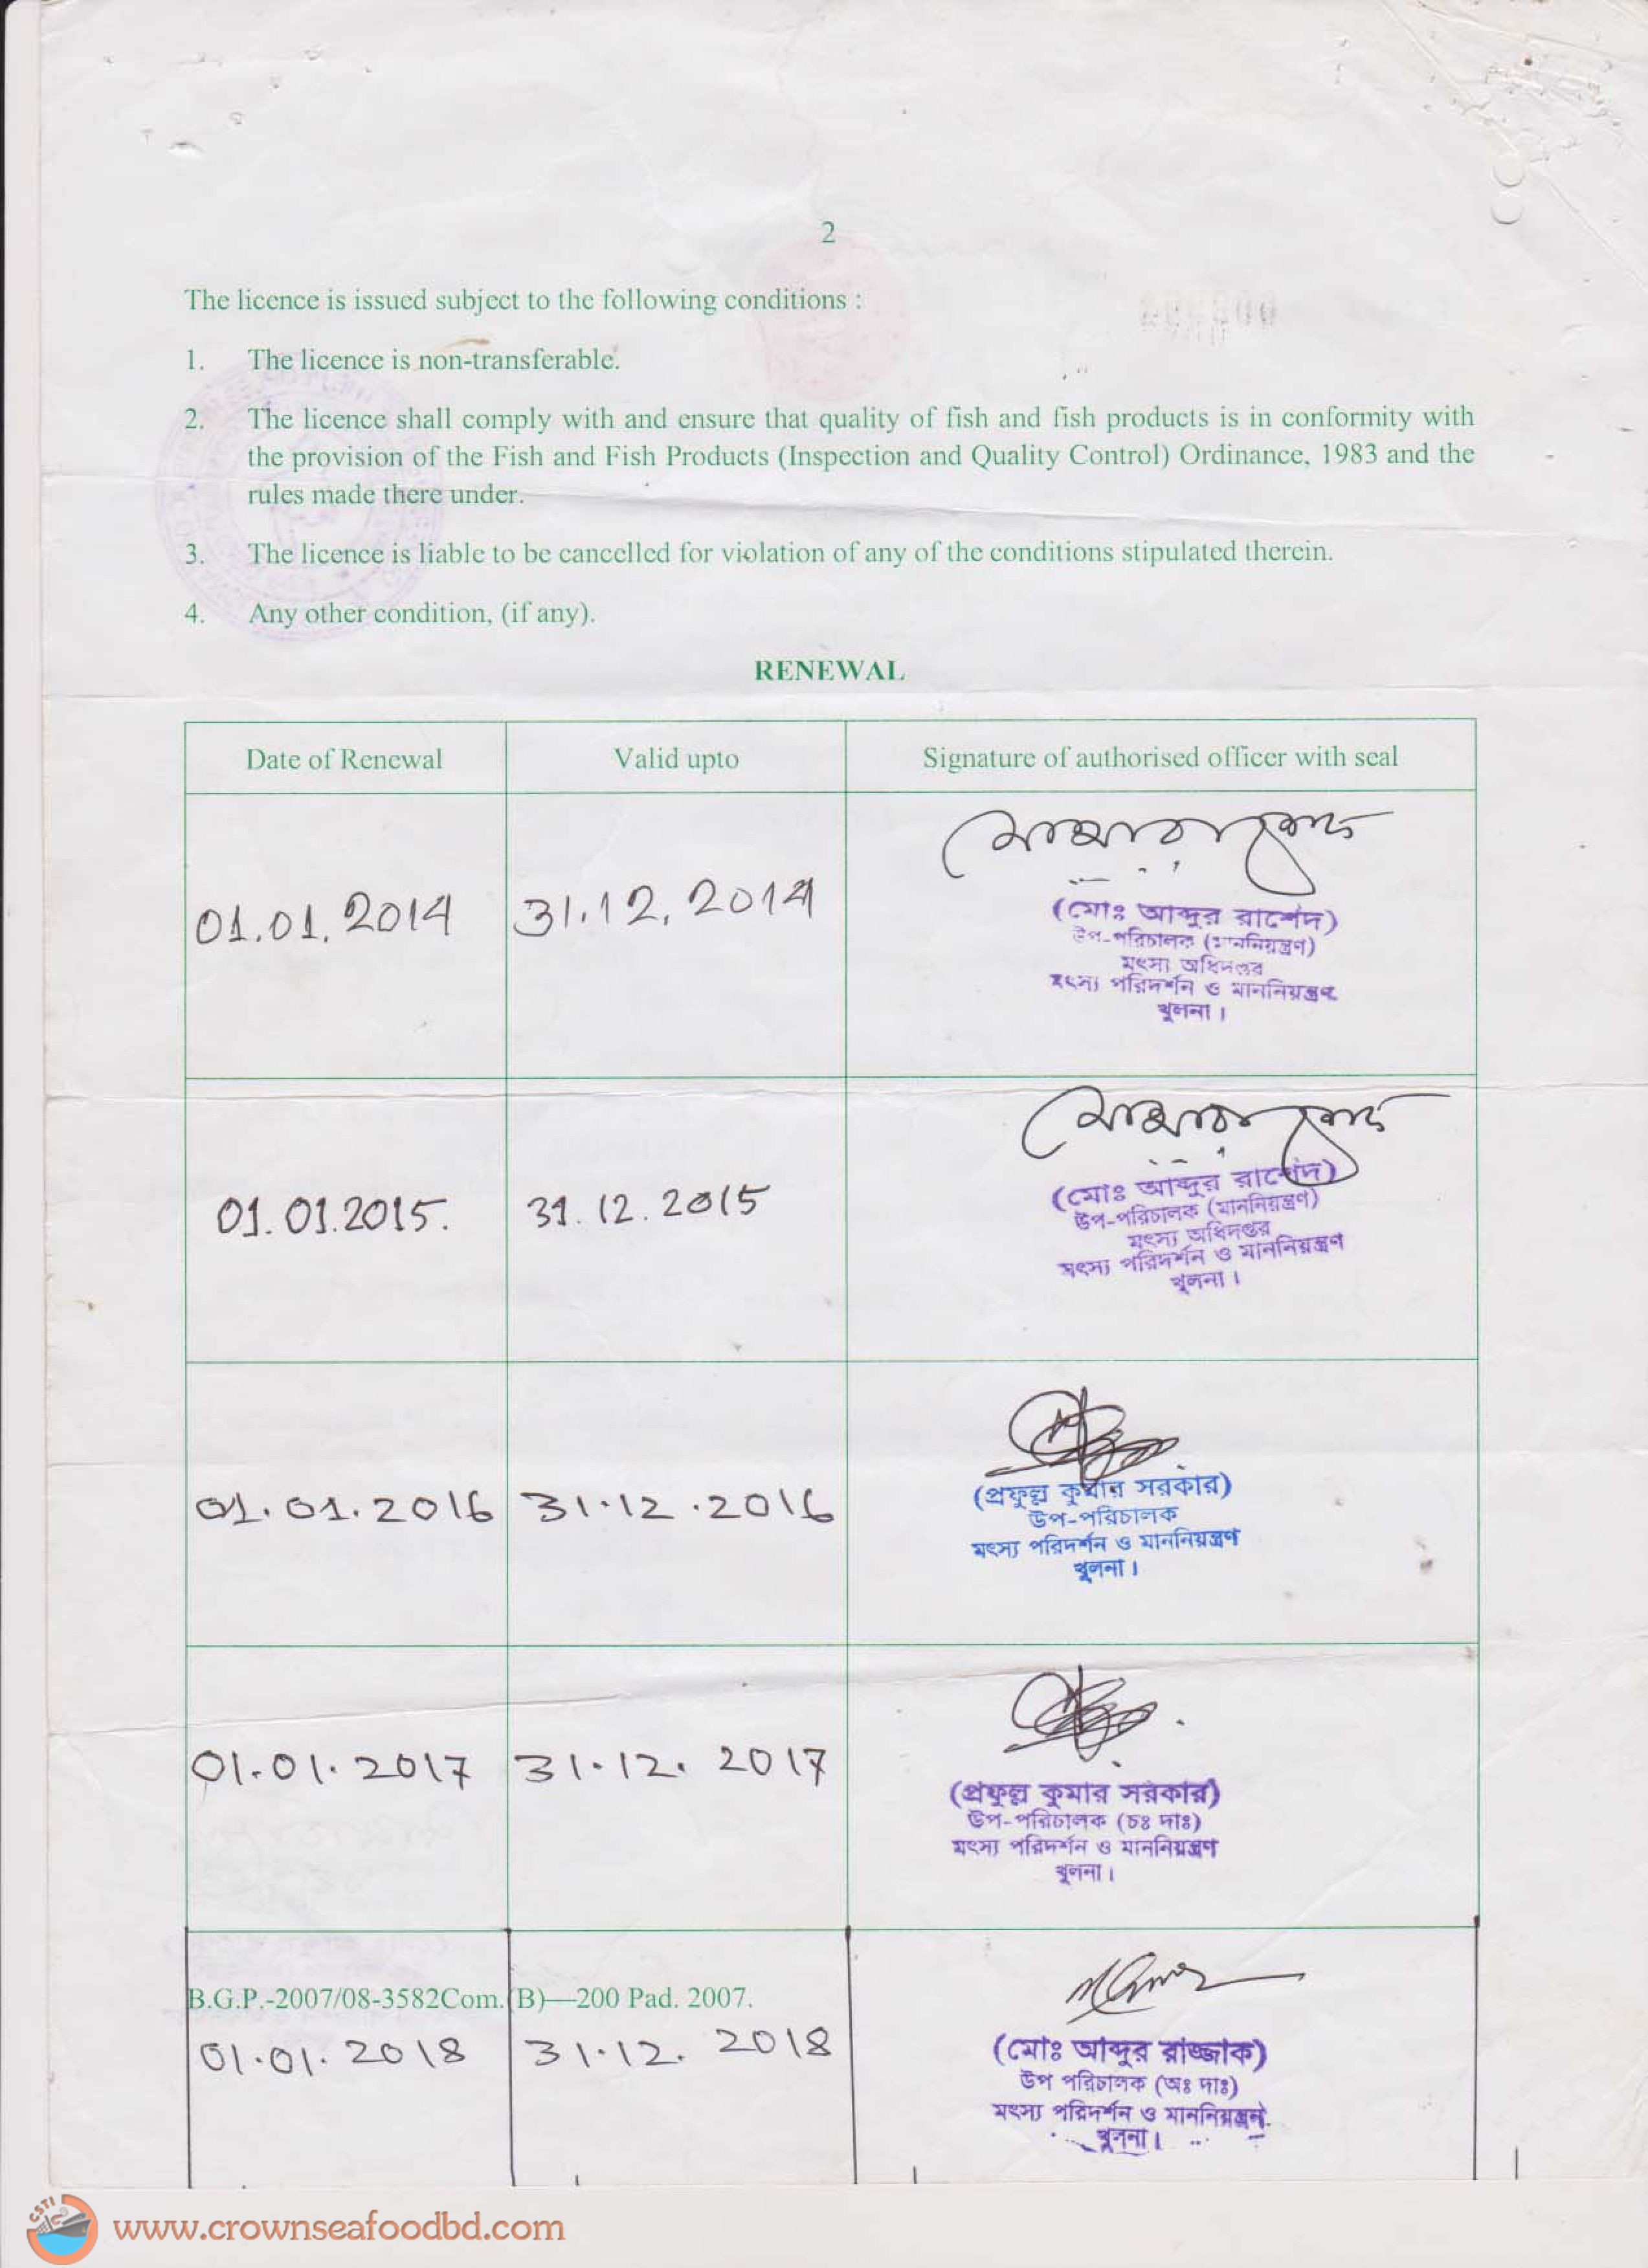 2
The licence is issued subject to the following conditions :
1. The licence is non-transferable.
2. The licence shall comply with and ensure that quality of fish and fish products is in conformity with
the provision of the Fish and Fish Products (Inspection and Quality Control) Ordinance, 1983 and the
rules made there under.
3. The licence is liable to be cancelled for violation of any of the conditions stipulated therein.
4. Any other condition, (if any).
RENEWAL
Date of Renewal Valid upto Signature of authorised officer with seal
01.01.2014 31.12.2014
(মোঃ আব্দুর রাশেদ)
উপ-পরিচালক (মাননিয়ন্ত্রণ)
মৎস্য অধিদপ্তর
মৎস্য পরিদর্শন ও মাননিয়ন্ত্রণ
খুলনা।
01.01.2015. 31.12.2015
(মোঃ আব্দুর রাশেদ)
উপ-পরিচালক (মাননিয়ন্ত্রণ)
মৎস্য অধিদপ্তর
মৎস্য পরিদর্শন ও মাননিয়ন্ত্রণ
খুলনা।
01.01.2016 31.12.2016
(প্রফুল্ল কুমার সরকার)
উপ-পরিচালক
মৎস্য পরিদর্শন ও মাননিয়ন্ত্রণ
খুলনা।
01.01.2017 31.12.2017
(প্রফুল্ল কুমার সরকার)
উপ-পরিচালক (চঃ দাঃ)
মৎস্য পরিদর্শন ও মাননিয়ন্ত্রণ
খুলনা।
B.G.P.-2007/08-3582Com.(B)—200 Pad. 2007.
01.01.2018 31.12.2018
(মোঃ আব্দুর রাজ্জাক)
উপ পরিচালক (অঃ দাঃ)
মৎস্য পরিদর্শন ও মাননিয়ন্ত্রন
খুলনা।
CSTI
www.crownseafoodbd.com